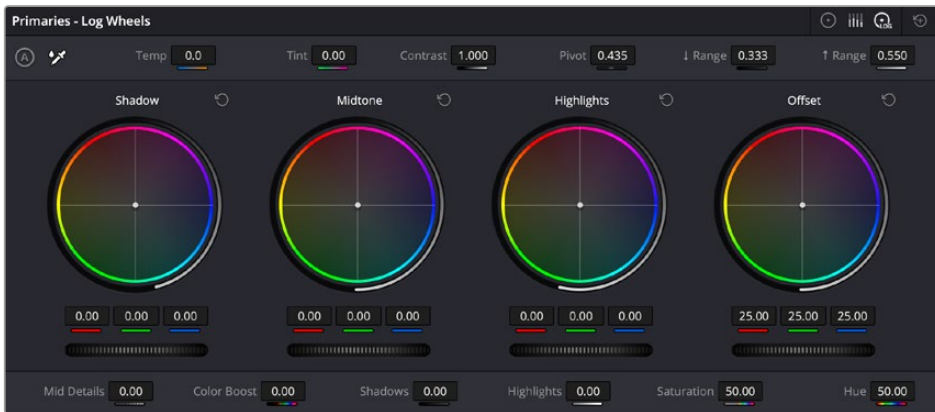 Primaries - Log Wheels LOG
A Temp 0.0 Tint 0.00 Contrast 1.000 Pivot 0.435 ↓ Range 0.333 ↑ Range 0.550
Shadow Midtone Highlights Offset
0.00 0.00 0.00 0.00 0.00 0.00 0.00 0.00 0.00 25.00 25.00 25.00
Mid Details 0.00 Color Boost 0.00 Shadows 0.00 Highlights 0.00 Saturation 50.00 Hue 50.00